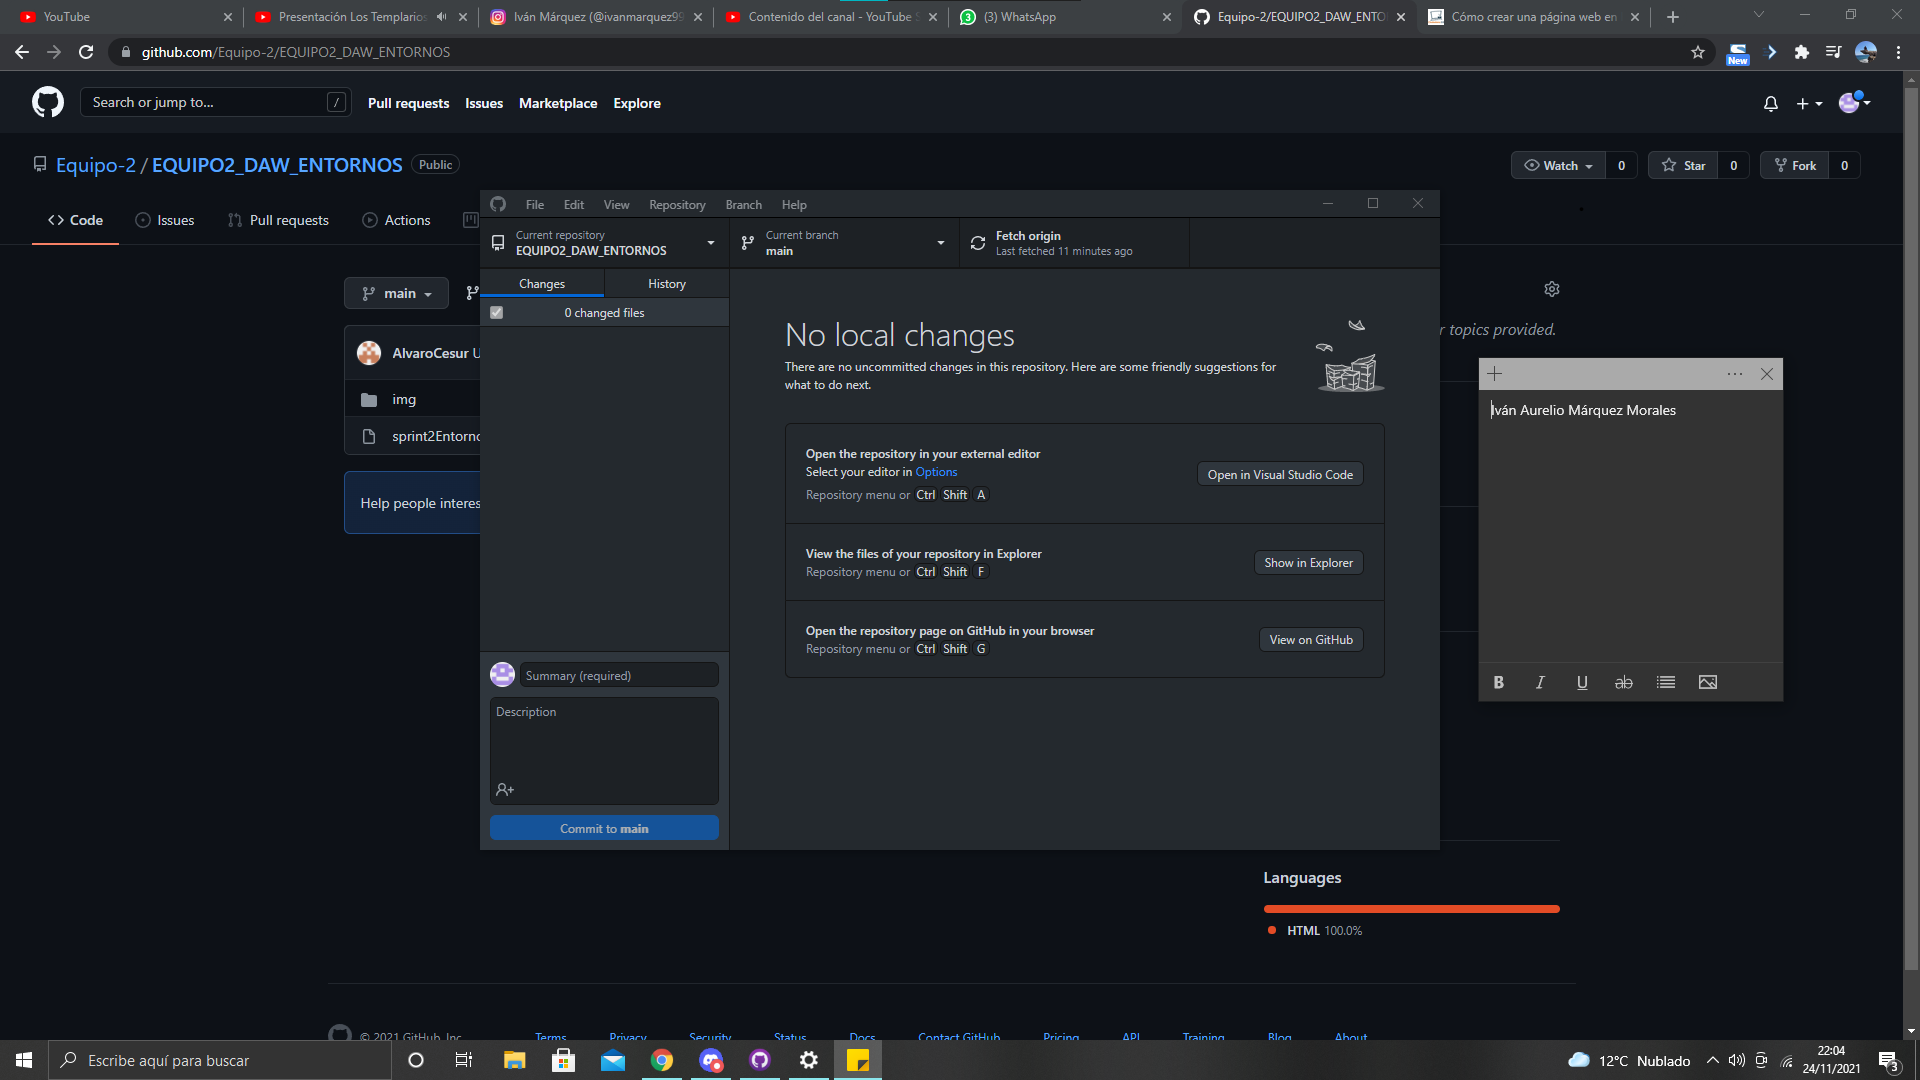 YouTube
Presentación Los Templarios
Iván Márquez (@ivanmarquez99
Contenido del canal - YouTube S
(3) WhatsApp
Equipo-2/EQUIPO2_DAW_ENTO
Cómo crear una página web en
github.com/Equipo-2/EQUIPO2_DAW_ENTORNOS
New
Search or jump to...
/
Pull requests
Issues
Marketplace
Explore
Equipo-2 / EQUIPO2_DAW_ENTORNOS
Public
Watch 0
Star 0
Fork 0
Code
Issues
Pull requests
Actions
File
Edit
View
Repository
Branch
Help
Current repository
EQUIPO2_DAW_ENTORNOS
Current branch
main
Fetch origin
Last fetched 11 minutes ago
main
Changes
History
0 changed files
AlvaroCesur U
img
sprint2Entorno
Help people interes
No local changes
There are no uncommitted changes in this repository. Here are some friendly suggestions for
what to do next.
Open the repository in your external editor
Select your editor in Options
Repository menu or Ctrl Shift A
Open in Visual Studio Code
View the files of your repository in Explorer
Repository menu or Ctrl Shift F
Show in Explorer
Open the repository page on GitHub in your browser
Repository menu or Ctrl Shift G
View on GitHub
Summary (required)
Description
Commit to main
r topics provided.
Iván Aurelio Márquez Morales
B I U ab
Languages
HTML 100.0%
© 2021 GitHub, Inc.
Terms
Privacy
Security
Status
Docs
Contact GitHub
Pricing
API
Training
Blog
About
Escribe aquí para buscar
12°C Nublado
22:04
24/11/2021
3